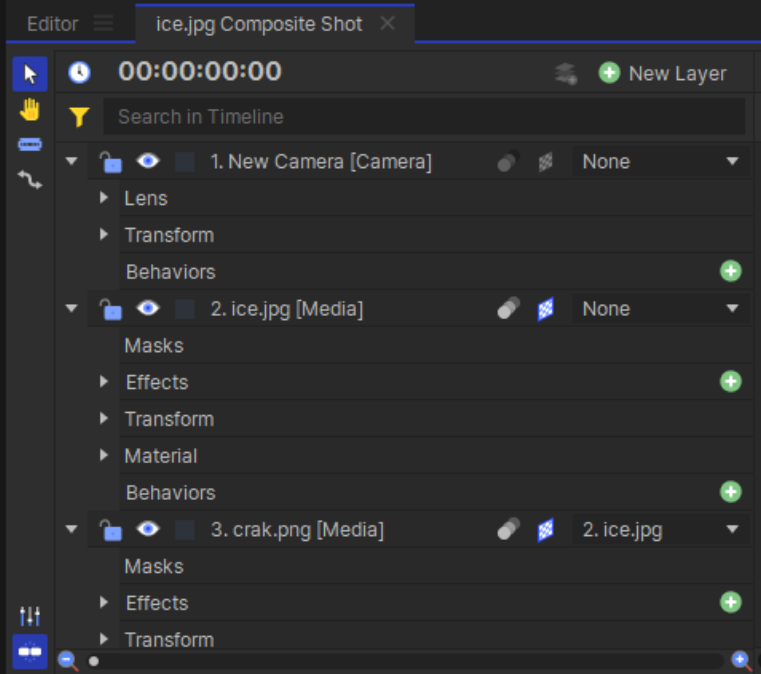 Editor ice.jpg Composite Shot
00:00:00:00 New Layer
Search in Timeline
1. New Camera [Camera] None
Lens
Transform
Behaviors
2. ice.jpg [Media] None
Masks
Effects
Transform
Material
Behaviors
3. crak.png [Media] 2. ice.jpg
Masks
Effects
Transform